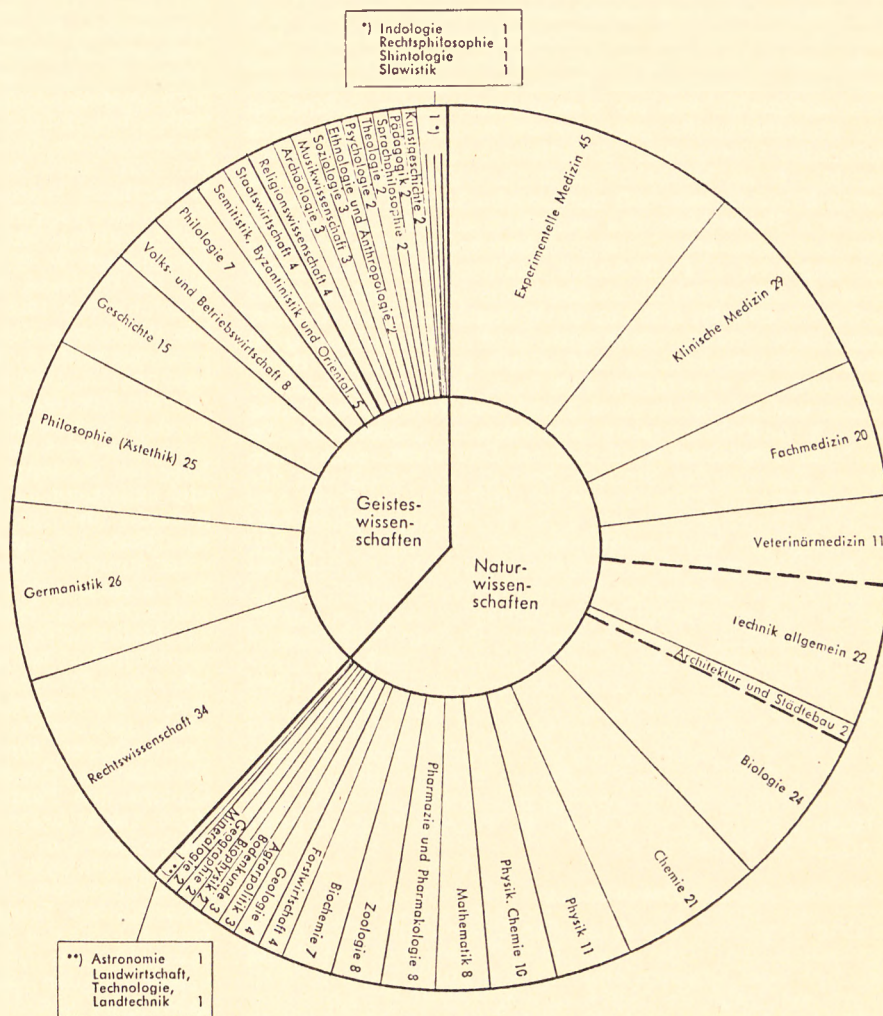 *) Indologie 1
Rechtsphilosophie 1
Shintologie 1
Slawistik 1
1 *)
Kunstgeschichte 2
Pädagogik 2
Sprachphilosophie 2
Theologie 2
Psychologie 2
Ethnologie und Anthropologie 2
Soziologie 3
Musikwissenschaft 3
Archäologie 3
Religionswissenschaft 4
Staatswirtschaft 4
Semitistik, Byzantinistik und Oriental. 5
Philologie 7
Volks- und Betriebswirtschaft 8
Geschichte 15
Philosophie (Ästethik) 25
Germanistik 26
Rechtswissenschaft 34
Geistes-
wissen-
schaften
Natur-
wissen-
schaften
Experimentelle Medizin 45
Klinische Medizin 29
Fachmedizin 20
Veterinärmedizin 11
Technik allgemein 22
Architektur und Städtebau 2
Biologie 24
Chemie 21
Physik 11
Physik. Chemie 10
Mathematik 8
Pharmazie und Pharmakologie 8
Zoologie 8
Biochemie 7
Forstwirtschaft 4
Geologie 4
Agrarpolitik 3
Bodenkunde 3
Biophysik 2
Geographie 2
Mineralogie 2
1 **)
**) Astronomie 1
Landwirtschaft,
Technologie,
Landtechnik 1